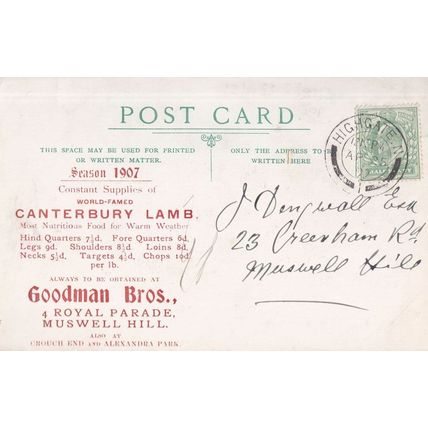 POST CARD
THIS SPACE MAY BE USED FOR PRINTED
OR WRITTEN MATTER.
ONLY THE ADDRESS TO BE
WRITTEN HERE
Season 1907
Constant Supplies of
WORLD-FAMED
CANTERBURY LAMB.
Most Nutritious Food for Warm Weather
Hind Quarters 7½d. Fore Quarters 6d.
Legs 9d. Shoulders 8½d. Loins 8d.
Necks 5½d. Targets 4½d. Chops 10d.
per lb.
ALWAYS TO BE OBTAINED AT
Goodman Bros.,
4 ROYAL PARADE,
MUSWELL HILL.
ALSO AT
CROUCH END AND ALEXANDRA PARK.
HIGHGATE N
J Dingwall Esq
23 Rd
Muswell Hill